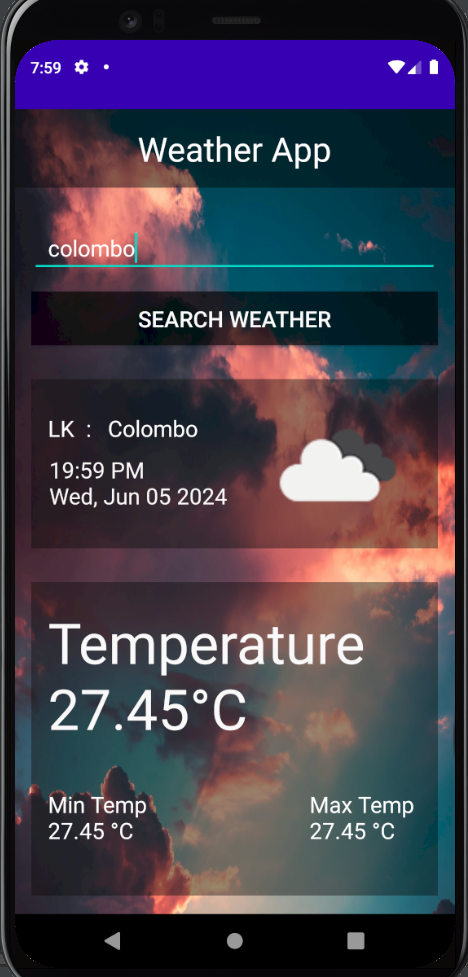 7:59
Weather App
colombo
SEARCH WEATHER
LK : Colombo
19:59 PM
Wed, Jun 05 2024
Temperature
27.45°C
Min Temp Max Temp
27.45 °C 27.45 °C